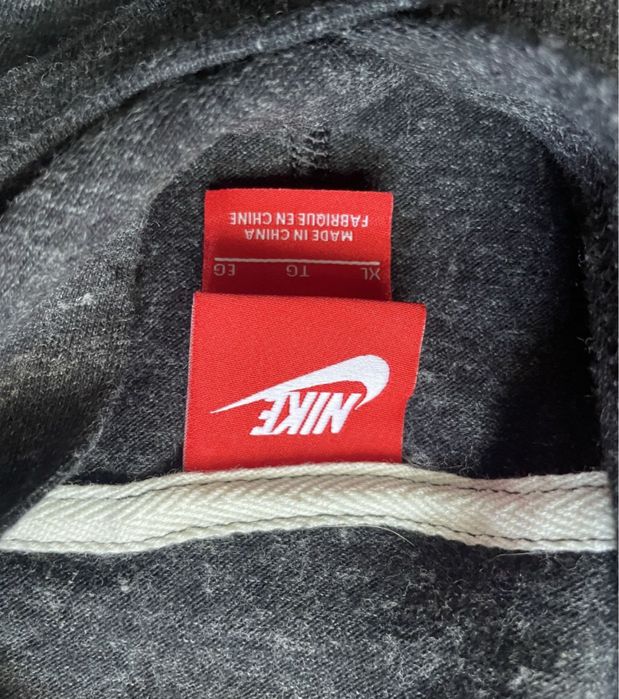 NIKE
XL TG EG
MADE IN CHINA
FABRIQUE EN CHINE